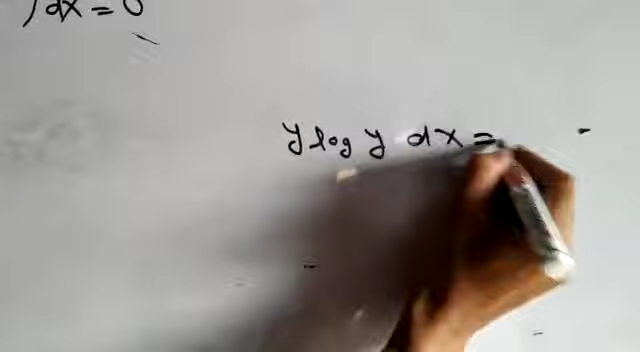 ) dx = 0
y log y dx =